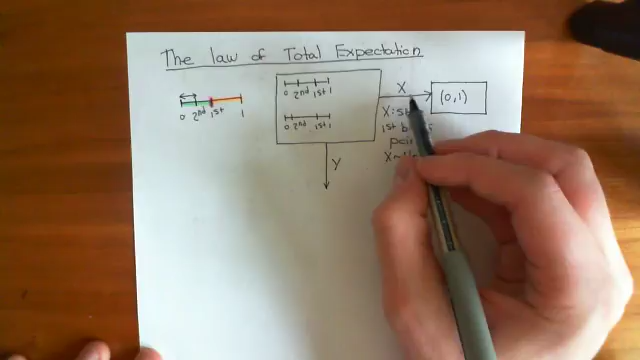 The law of Total Expectation
0 2nd 1st 1
0 2nd 1st 1
0 2nd 1st 1
X
(0,1)
X:
1st
Y